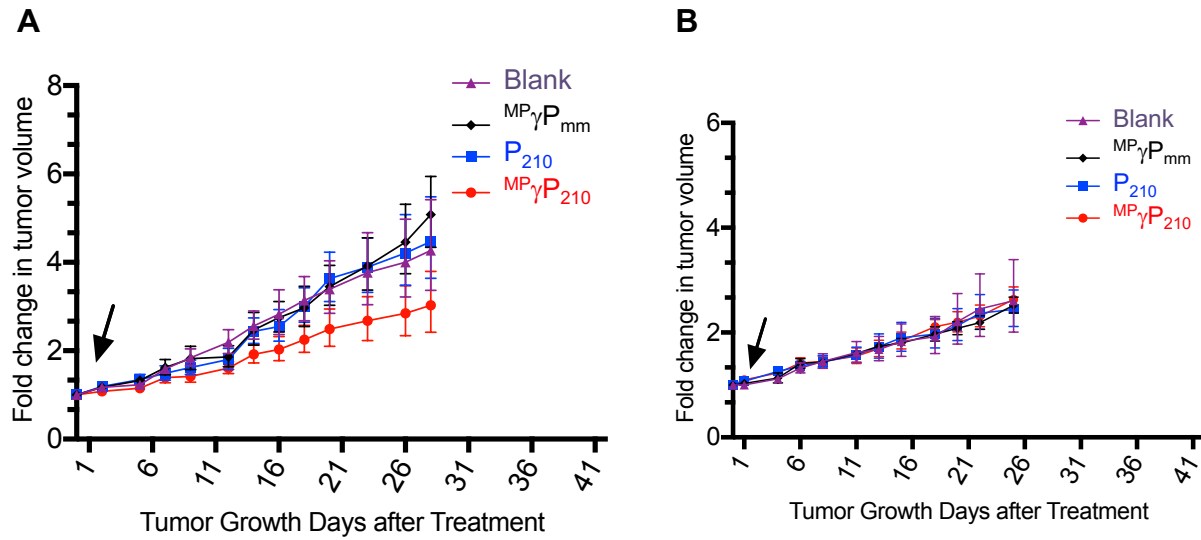 A
Fold change in tumor volume
8
6
4
2
0
1 6 11 16 21 26 31 36 41
Tumor Growth Days after Treatment
Blank
ᴹᴾγPₘₘ
P₂₁₀
ᴹᴾγP₂₁₀
B
Fold change in tumor volume
6
4
2
0
1 6 11 16 21 26 31 36 41
Tumor Growth Days after Treatment
Blank
ᴹᴾγPₘₘ
P₂₁₀
ᴹᴾγP₂₁₀